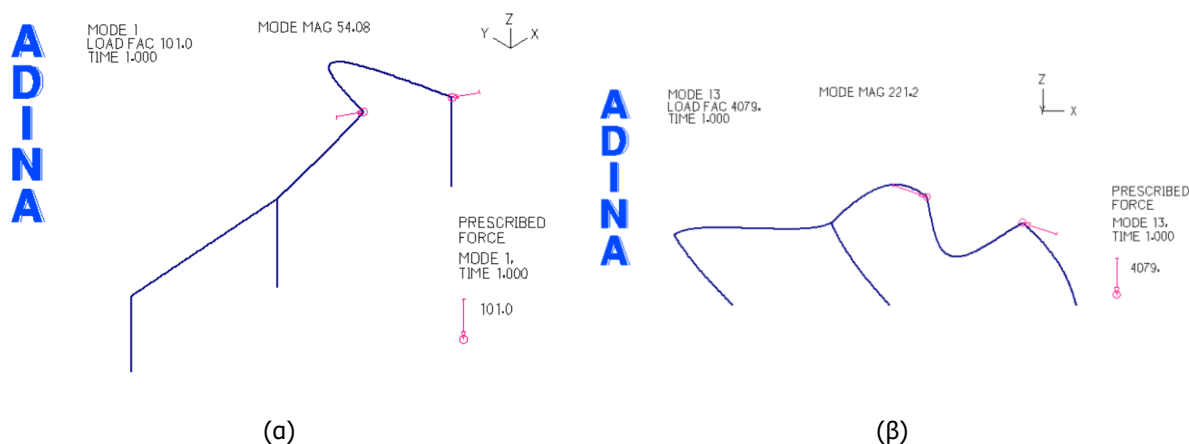 ADINA
MODE 1
LOAD FAC 101.0
TIME 1.000
MODE MAG 54.08
Z
Y X
PRESCRIBED
FORCE
MODE 1,
TIME 1.000
101.0
(α)
ADINA
MODE 13
LOAD FAC 4079.
TIME 1.000
MODE MAG 221.2
Z
Y X
PRESCRIBED
FORCE
MODE 13,
TIME 1.000
4079.
(β)